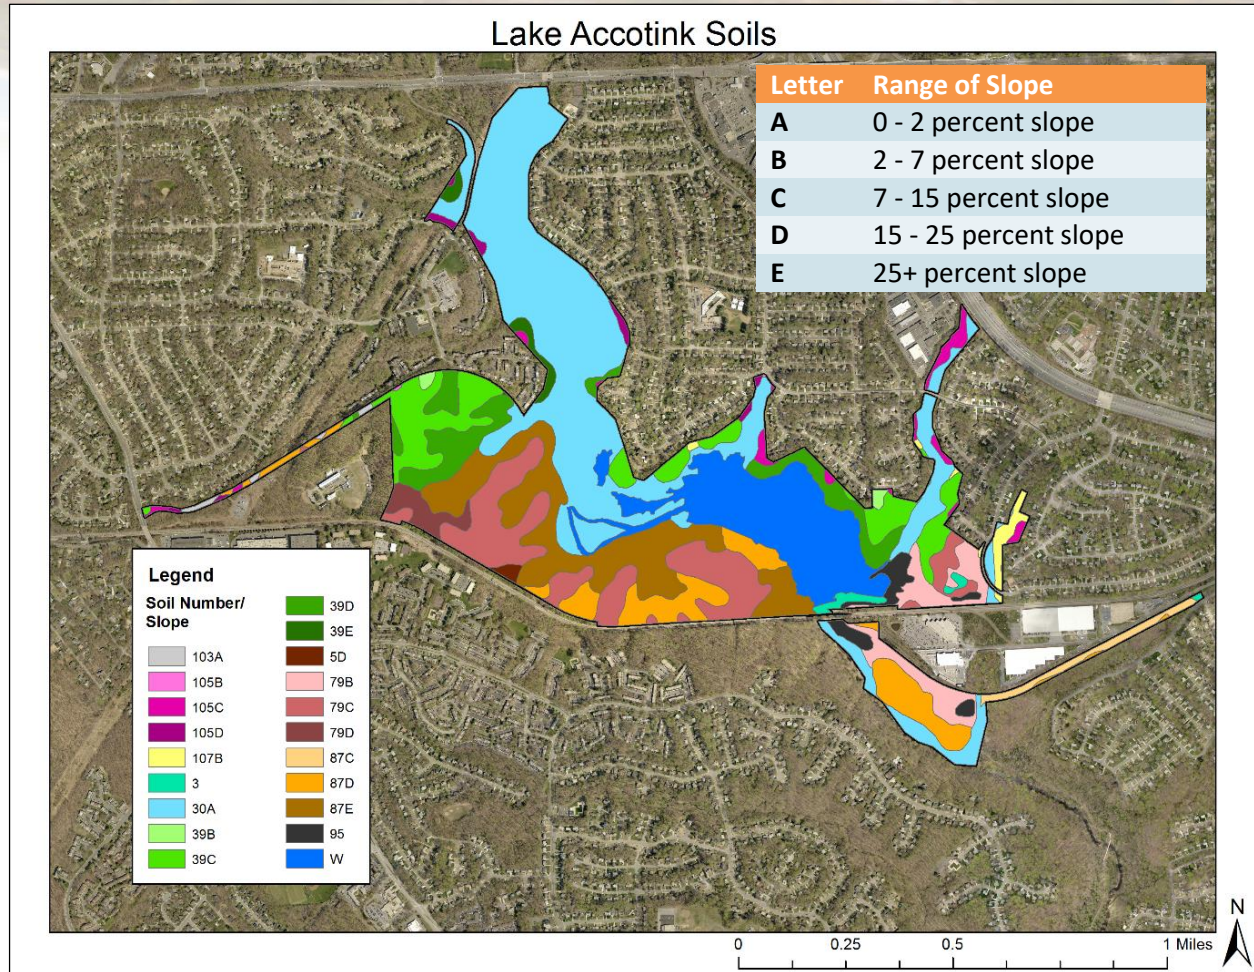 Lake Accotink Soils
Letter Range of Slope
A 0 - 2 percent slope
B 2 - 7 percent slope
C 7 - 15 percent slope
D 15 - 25 percent slope
E 25+ percent slope
Legend
Soil Number/
Slope
103A
105B
105C
105D
107B
3
30A
39B
39C
39D
39E
5D
79B
79C
79D
87C
87D
87E
95
W
N
0 0.25 0.5 1 Miles